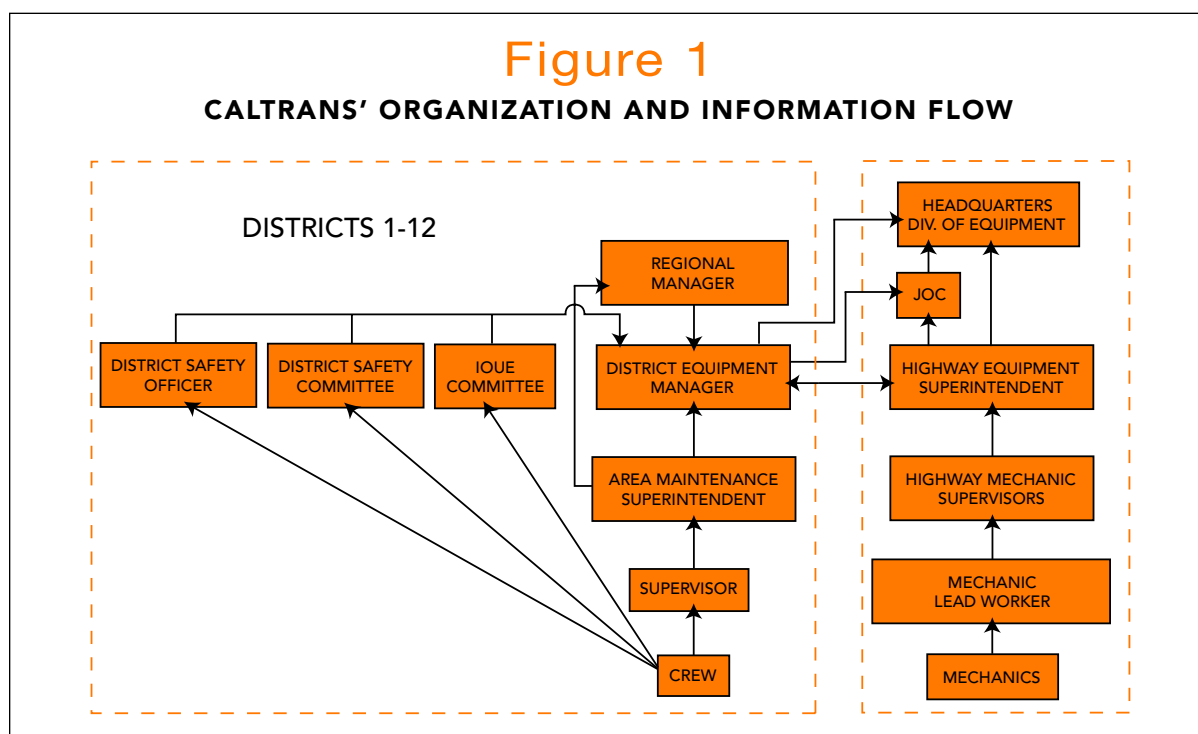 Figure 1
CALTRANS' ORGANIZATION AND INFORMATION FLOW
DISTRICTS 1-12
REGIONAL
MANAGER
DISTRICT SAFETY
OFFICER
DISTRICT SAFETY
COMMITTEE
IOUE
COMMITTEE
DISTRICT EQUIPMENT
MANAGER
AREA MAINTENANCE
SUPERINTENDENT
SUPERVISOR
CREW
HEADQUARTERS
DIV. OF EQUIPMENT
JOC
HIGHWAY EQUIPMENT
SUPERINTENDENT
HIGHWAY MECHANIC
SUPERVISORS
MECHANIC
LEAD WORKER
MECHANICS